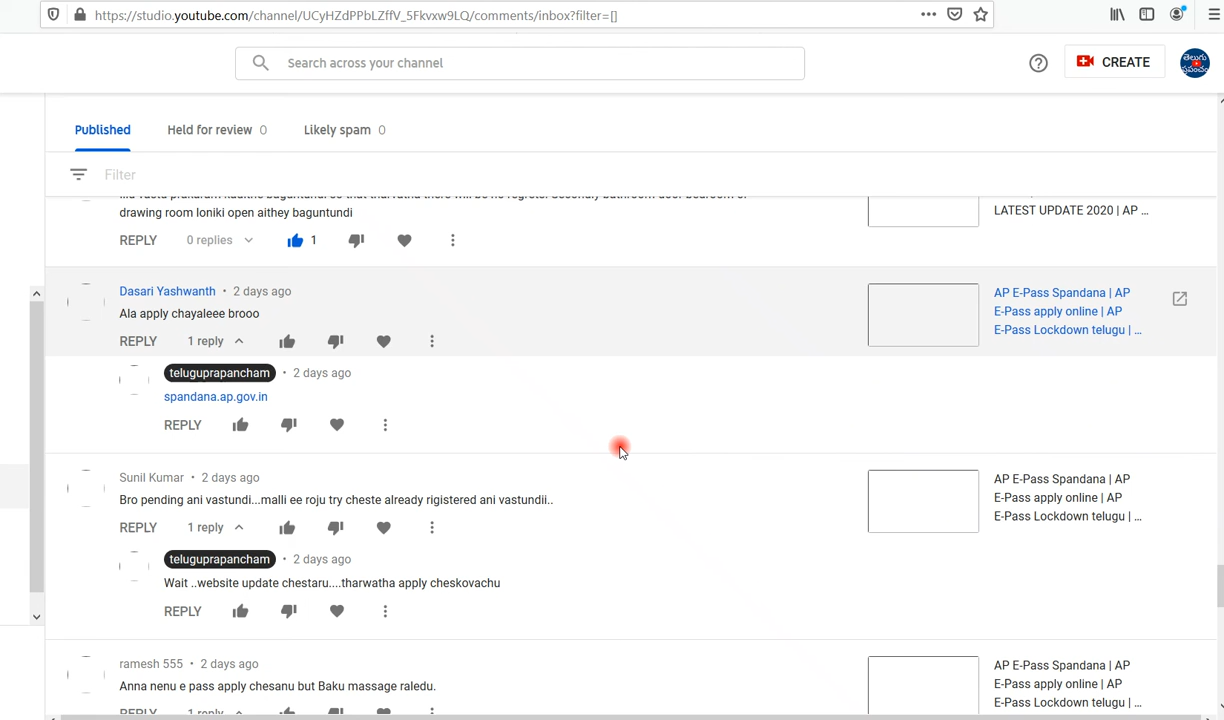 https://studio.youtube.com/channel/UCyHZdPPbLZffV_5Fkvxw9LQ/comments/inbox?filter=[]
Search across your channel
CREATE
తెలుగు
ప్రపంచం
Published
Held for review 0
Likely spam 0
Filter
drawing room loniki open aithey baguntundi
LATEST UPDATE 2020 | AP ...
REPLY 0 replies 1
Dasari Yashwanth • 2 days ago
Ala apply chayaleee brooo
AP E-Pass Spandana | AP
E-Pass apply online | AP
E-Pass Lockdown telugu | ...
REPLY 1 reply
teluguprapancham • 2 days ago
spandana.ap.gov.in
REPLY
Sunil Kumar • 2 days ago
Bro pending ani vastundi...malli ee roju try cheste already rigistered ani vastundii..
AP E-Pass Spandana | AP
E-Pass apply online | AP
E-Pass Lockdown telugu | ...
REPLY 1 reply
teluguprapancham • 2 days ago
Wait ..website update chestaru....tharwatha apply cheskovachu
REPLY
ramesh 555 • 2 days ago
Anna nenu e pass apply chesanu but Baku massage raledu.
AP E-Pass Spandana | AP
E-Pass apply online | AP
E-Pass Lockdown telugu | ...
REPLY 1 reply